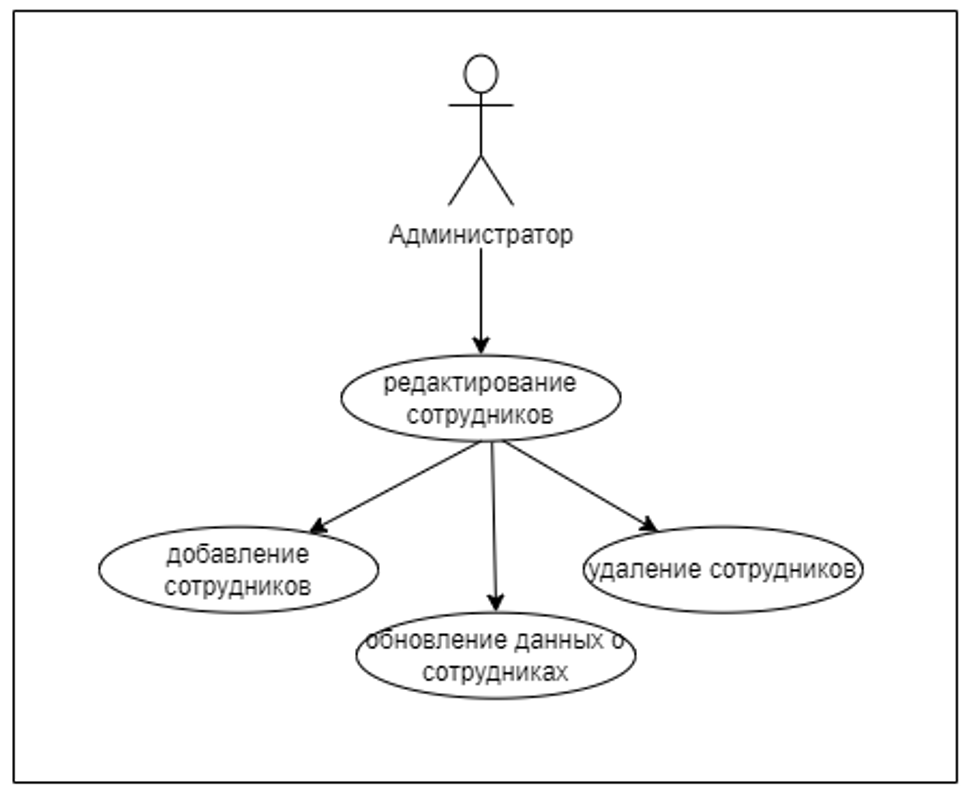 Администратор
редактирование
сотрудников
добавление
сотрудников
удаление сотрудников
обновление данных о
сотрудниках